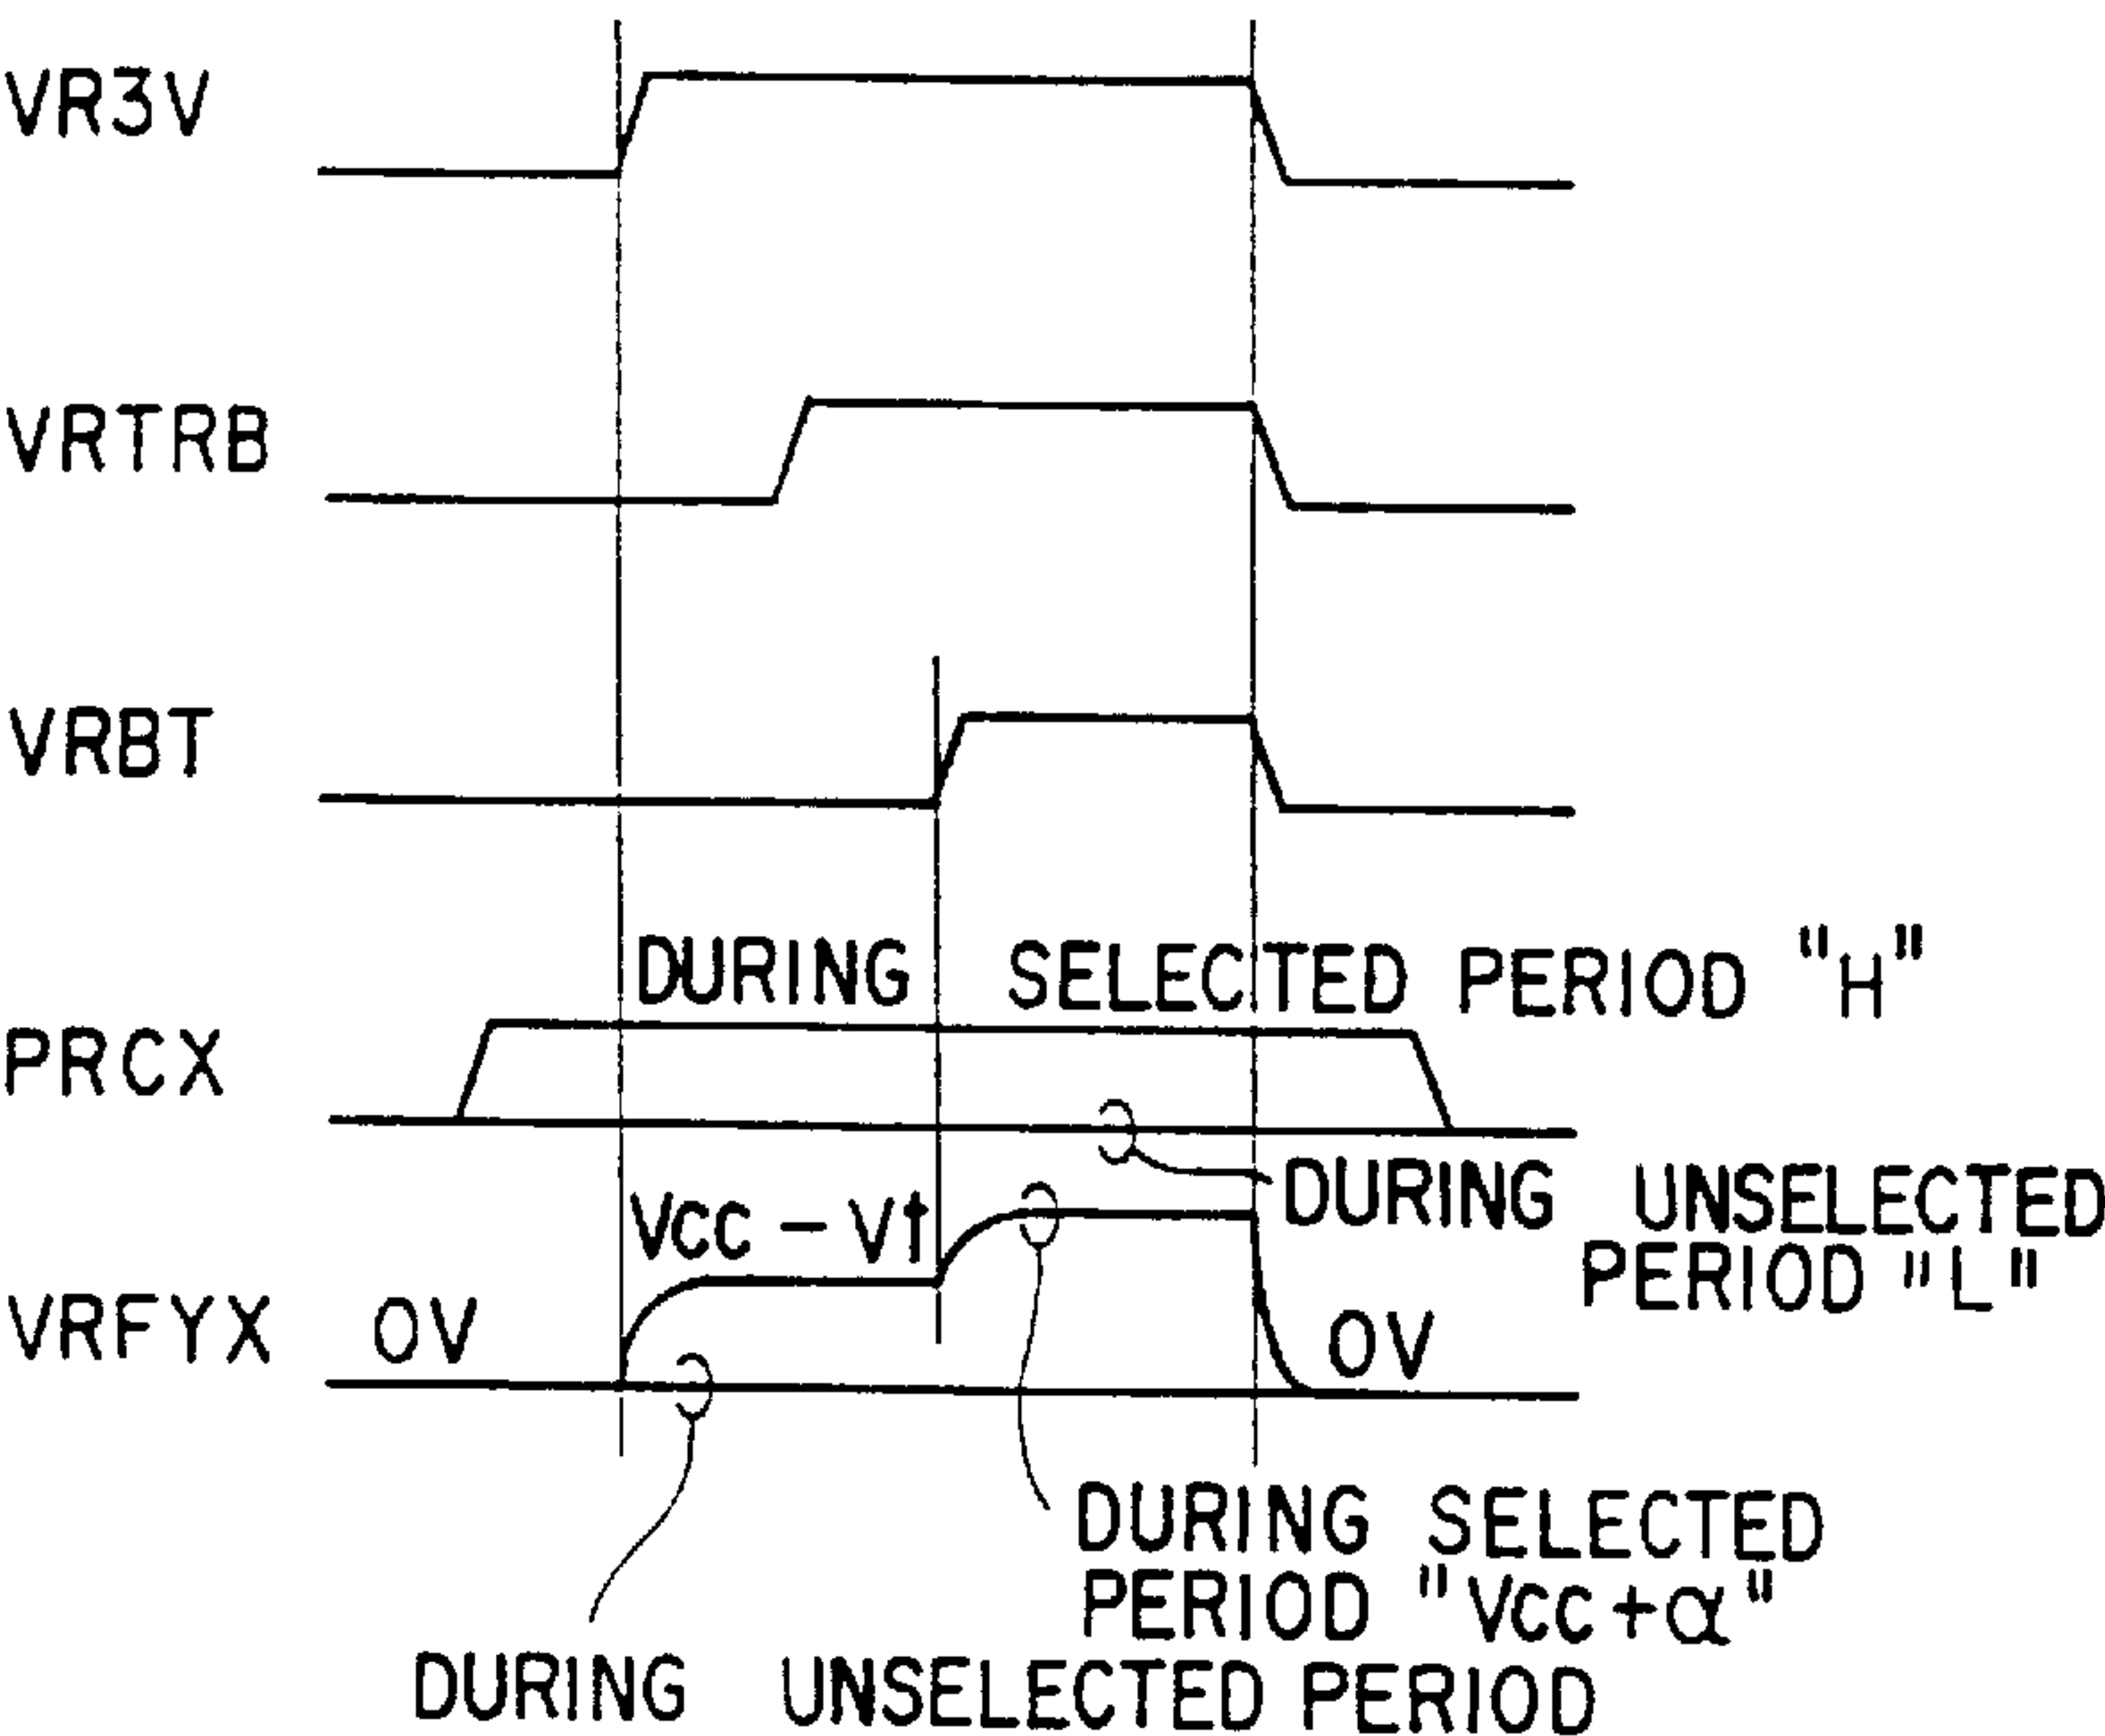 VR3V
VRTRB
VRBT
DURING SELECTED PERIOD "H"
PRCX
DURING UNSELECTED
PERIOD "L"
VCC - Vt
VRFYX 0V 0V
DURING SELECTED
PERIOD "VCC+α"
DURING UNSELECTED PERIOD